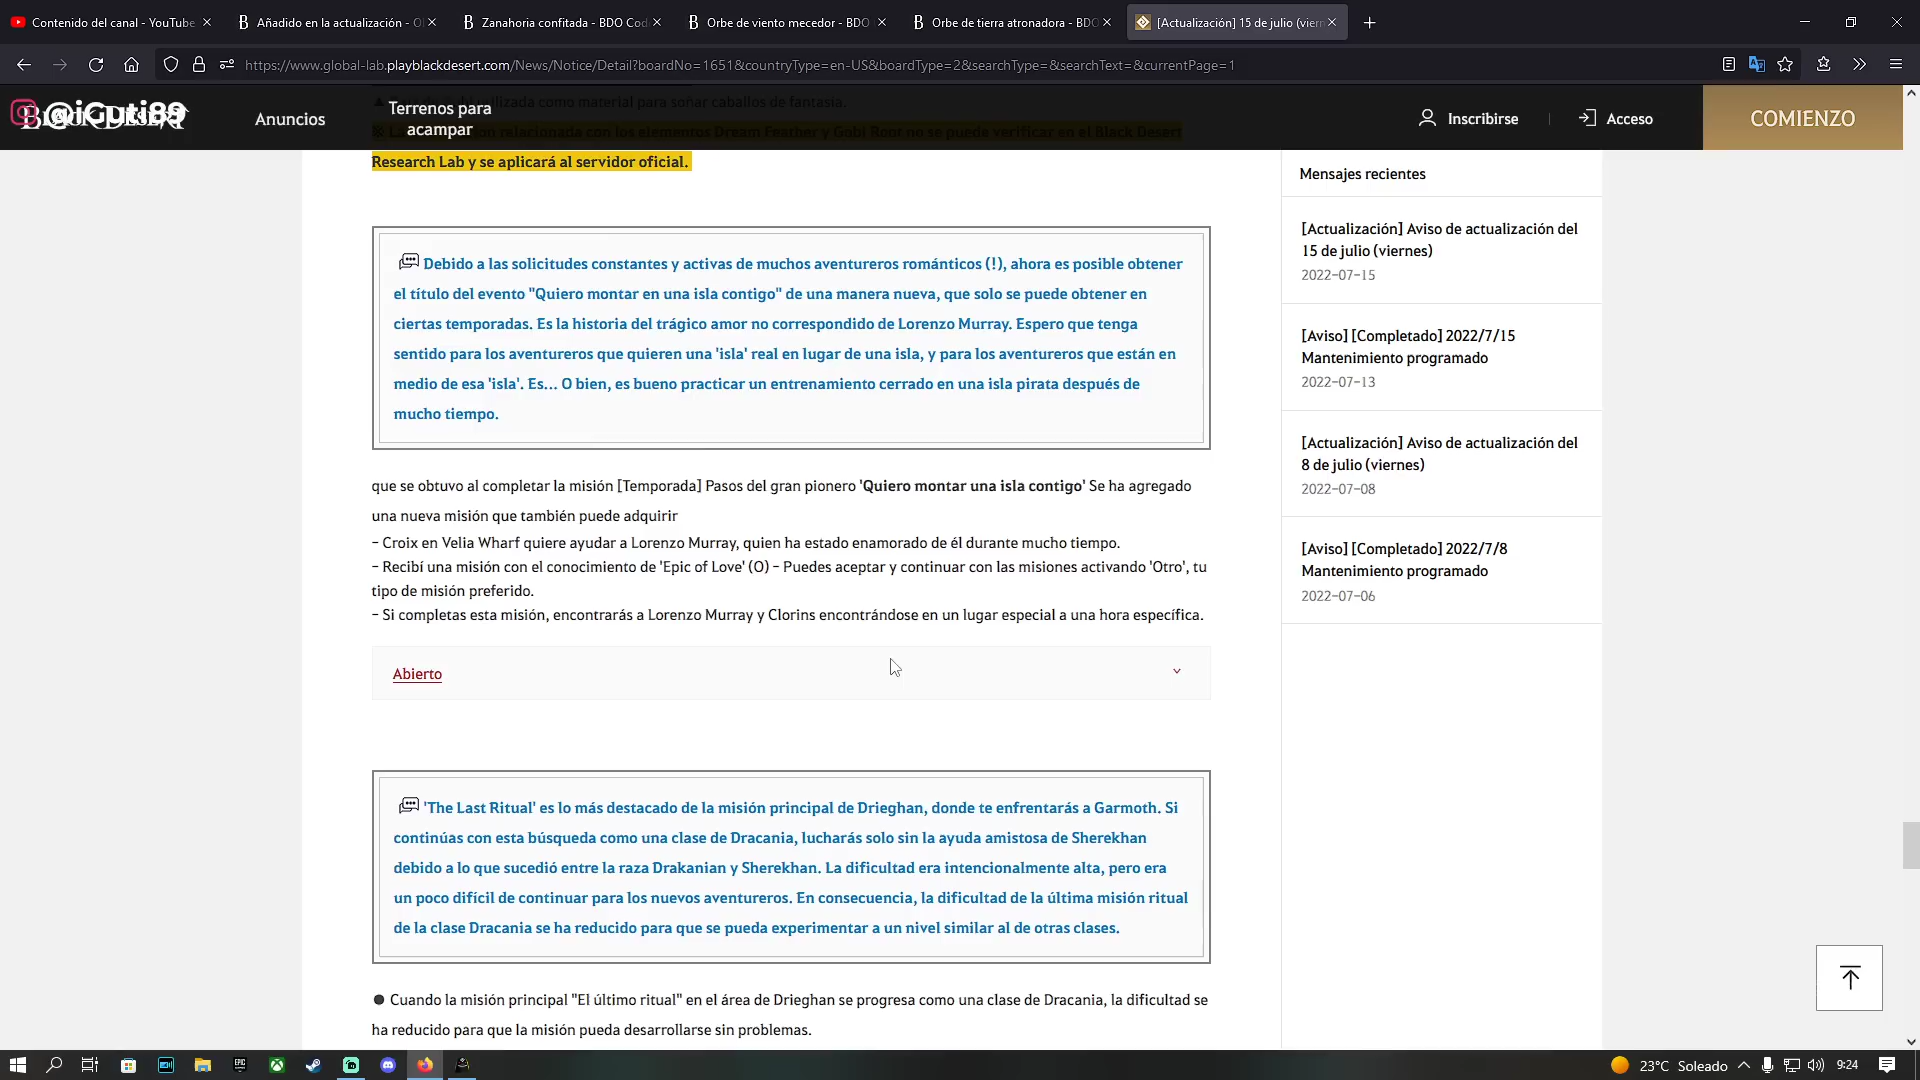 Contenido del canal - YouTube
Añadido en la actualización - O
Zanahoria confitada - BDO Cod
Orbe de viento mecedor - BDO
Orbe de tierra atronadora - BDO
[Actualización] 15 de julio (viern
https://www.global-lab.playblackdesert.com/News/Notice/Detail?boardNo=1651&countryType=en-US&boardType=2&searchType=&searchText=&currentPage=1
@iGuti89
Anuncios
Terrenos para
acampar
Inscribirse
Acceso
COMIENZO
Research Lab y se aplicará al servidor oficial.
Debido a las solicitudes constantes y activas de muchos aventureros románticos (!), ahora es posible obtener
el título del evento "Quiero montar en una isla contigo" de una manera nueva, que solo se puede obtener en
ciertas temporadas. Es la historia del trágico amor no correspondido de Lorenzo Murray. Espero que tenga
sentido para los aventureros que quieren una 'isla' real en lugar de una isla, y para los aventureros que están en
medio de esa 'isla'. Es... O bien, es bueno practicar un entrenamiento cerrado en una isla pirata después de
mucho tiempo.
que se obtuvo al completar la misión [Temporada] Pasos del gran pionero 'Quiero montar una isla contigo' Se ha agregado
una nueva misión que también puede adquirir
- Croix en Velia Wharf quiere ayudar a Lorenzo Murray, quien ha estado enamorado de él durante mucho tiempo.
- Recibí una misión con el conocimiento de 'Epic of Love' (O) - Puedes aceptar y continuar con las misiones activando 'Otro', tu
tipo de misión preferido.
- Si completas esta misión, encontrarás a Lorenzo Murray y Clorins encontrándose en un lugar especial a una hora específica.
Abierto
'The Last Ritual' es lo más destacado de la misión principal de Drieghan, donde te enfrentarás a Garmoth. Si
continúas con esta búsqueda como una clase de Dracania, lucharás solo sin la ayuda amistosa de Sherekhan
debido a lo que sucedió entre la raza Drakanian y Sherekhan. La dificultad era intencionalmente alta, pero era
un poco difícil de continuar para los nuevos aventureros. En consecuencia, la dificultad de la última misión ritual
de la clase Dracania se ha reducido para que se pueda experimentar a un nivel similar al de otras clases.
● Cuando la misión principal "El último ritual" en el área de Drieghan se progresa como una clase de Dracania, la dificultad se
ha reducido para que la misión pueda desarrollarse sin problemas.
Mensajes recientes
[Actualización] Aviso de actualización del
15 de julio (viernes)
2022-07-15
[Aviso] [Completado] 2022/7/15
Mantenimiento programado
2022-07-13
[Actualización] Aviso de actualización del
8 de julio (viernes)
2022-07-08
[Aviso] [Completado] 2022/7/8
Mantenimiento programado
2022-07-06
23°C Soleado
9:24